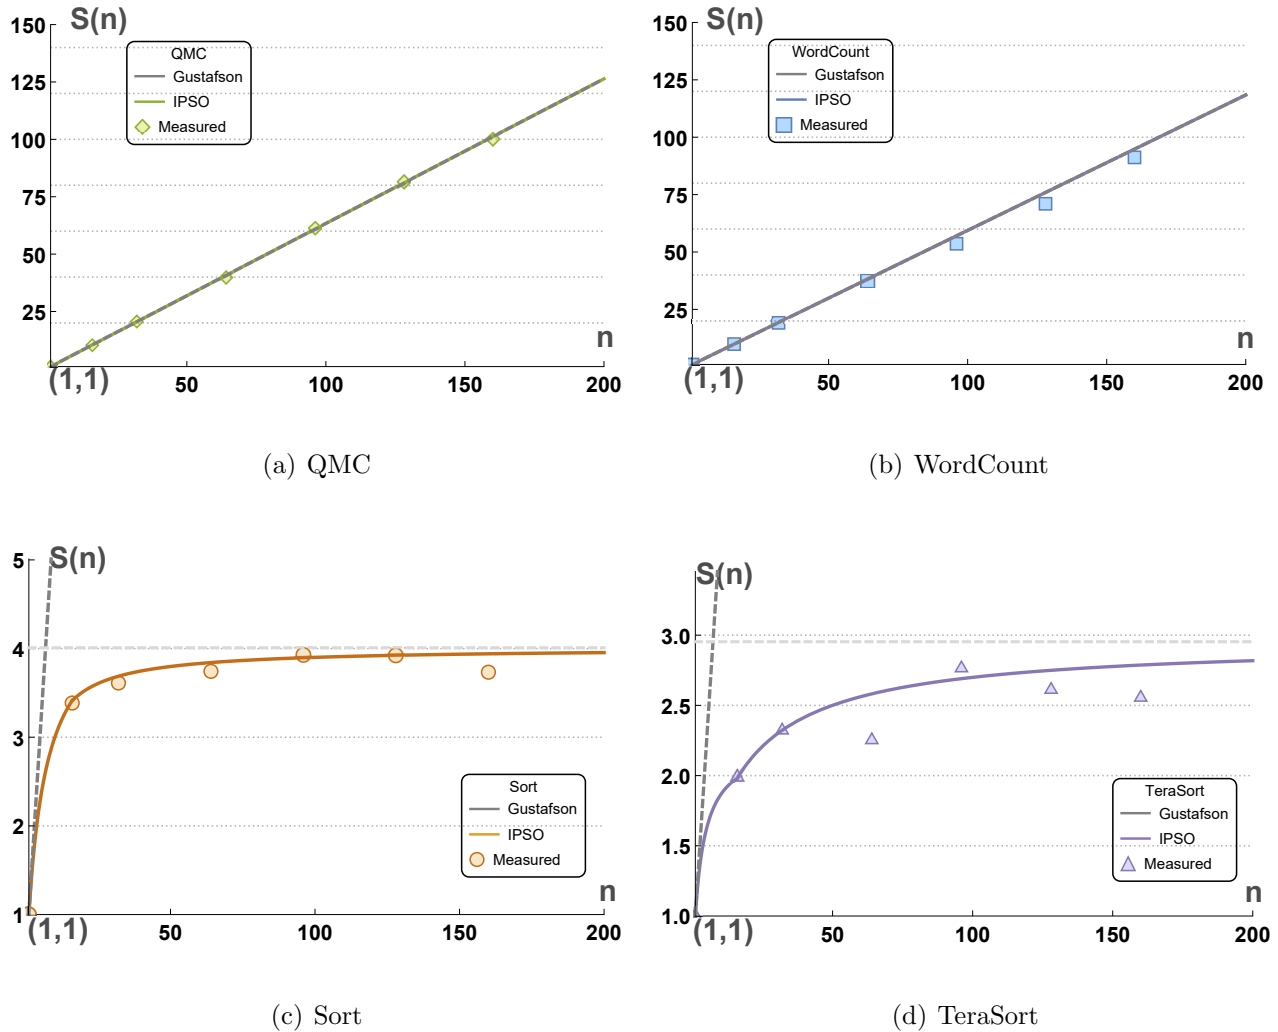 S(n)
150
125
100
75
50
25
QMC
Gustafson
IPSO
Measured
n
(1,1)
50
100
150
200
(a) QMC
S(n)
150
125
100
75
50
25
WordCount
Gustafson
IPSO
Measured
n
(1,1)
50
100
150
200
(b) WordCount
S(n)
5
4
3
2
1
Sort
Gustafson
IPSO
Measured
n
(1,1)
50
100
150
200
(c) Sort
S(n)
3.0
2.5
2.0
1.5
1.0
TeraSort
Gustafson
IPSO
Measured
n
(1,1)
50
100
150
200
(d) TeraSort